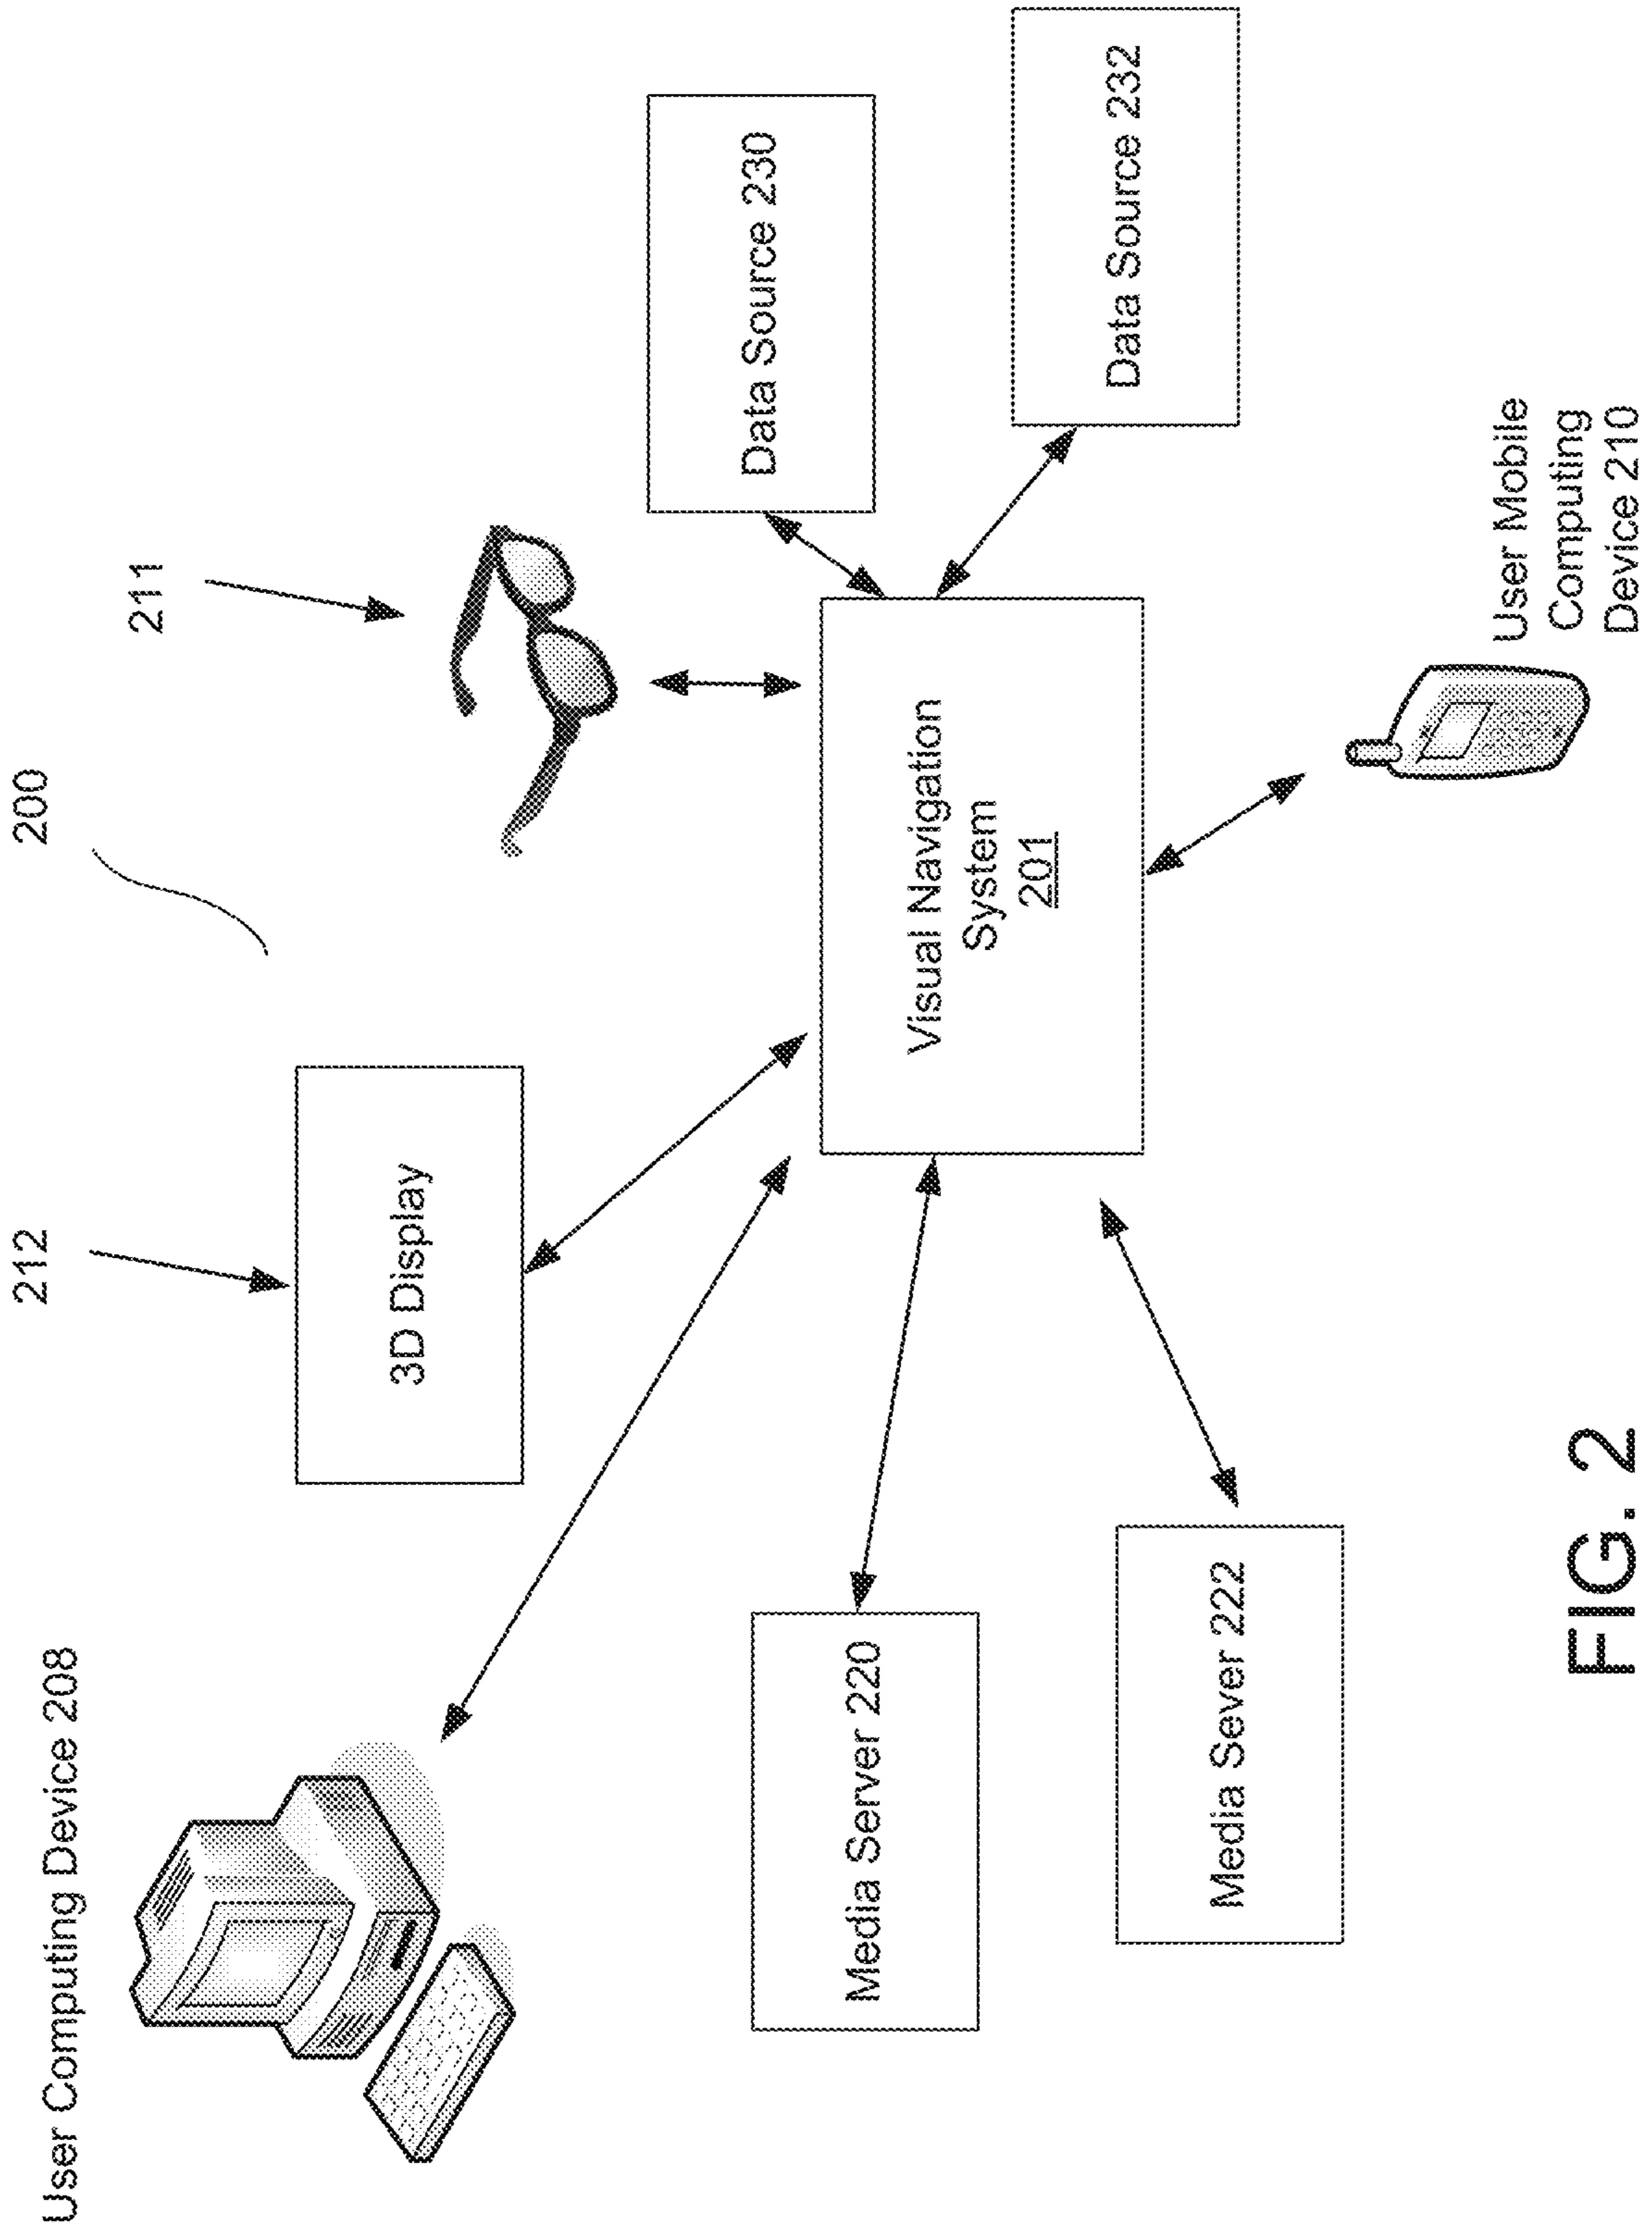 200
212
211
User Computing Device 208
3D Display
Data Source 230
Media Server 220
Visual Navigation
System
201
Data Source 232
Media Sever 222
User Mobile
Computing
Device 210
FIG. 2